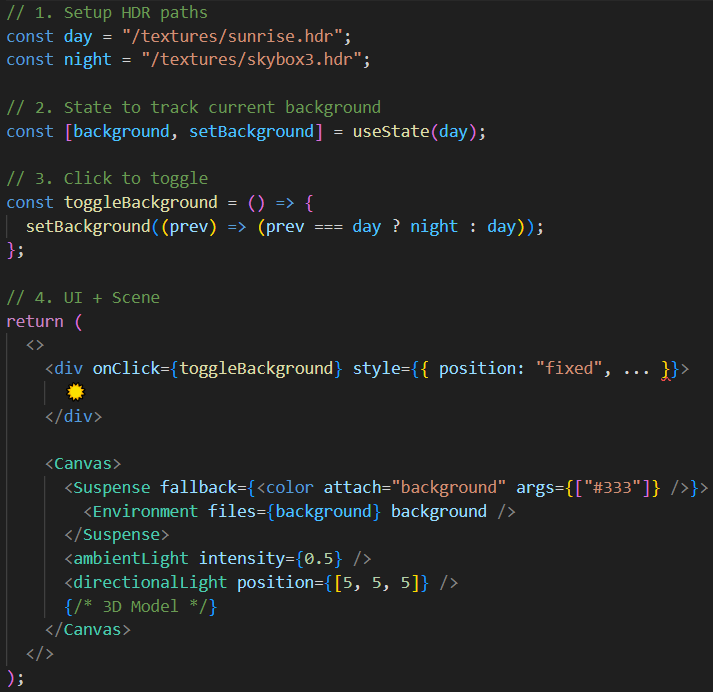 // 1. Setup HDR paths
const day = "/textures/sunrise.hdr";
const night = "/textures/skybox3.hdr";
// 2. State to track current background
const [background, setBackground] = useState(day);
// 3. Click to toggle
const toggleBackground = () => {
setBackground((prev) => (prev === day ? night : day));
};
// 4. UI + Scene
return (
<>
<div onClick={toggleBackground} style={{ position: "fixed", ... }}>
</div>
<Canvas>
<Suspense fallback={<color attach="background" args={["#333"]} />}>
<Environment files={background} background />
</Suspense>
<ambientLight intensity={0.5} />
<directionalLight position={[5, 5, 5]} />
{/* 3D Model */}
</Canvas>
</>
);